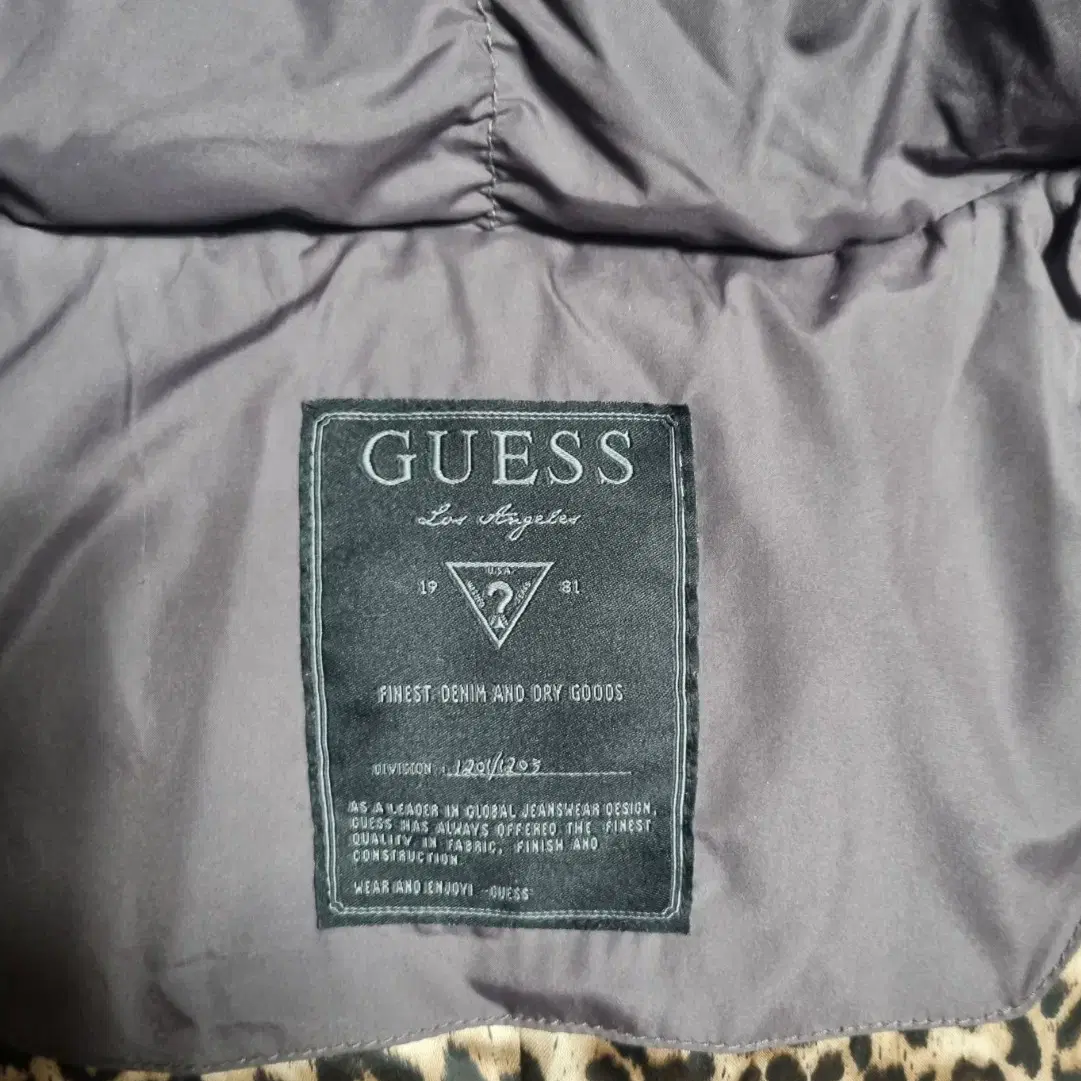 GUESS
Los Angeles
19 81
U.S.A.
?
FINEST DENIM AND DRY GOODS
DIVISION : 1201/1203
AS A LEADER IN GLOBAL JEANSWEAR DESIGN,
GUESS HAS ALWAYS OFFERED THE FINEST
QUALITY IN FABRIC, FINISH AND
CONSTRUCTION
WEAR AND ENJOY! -GUESS